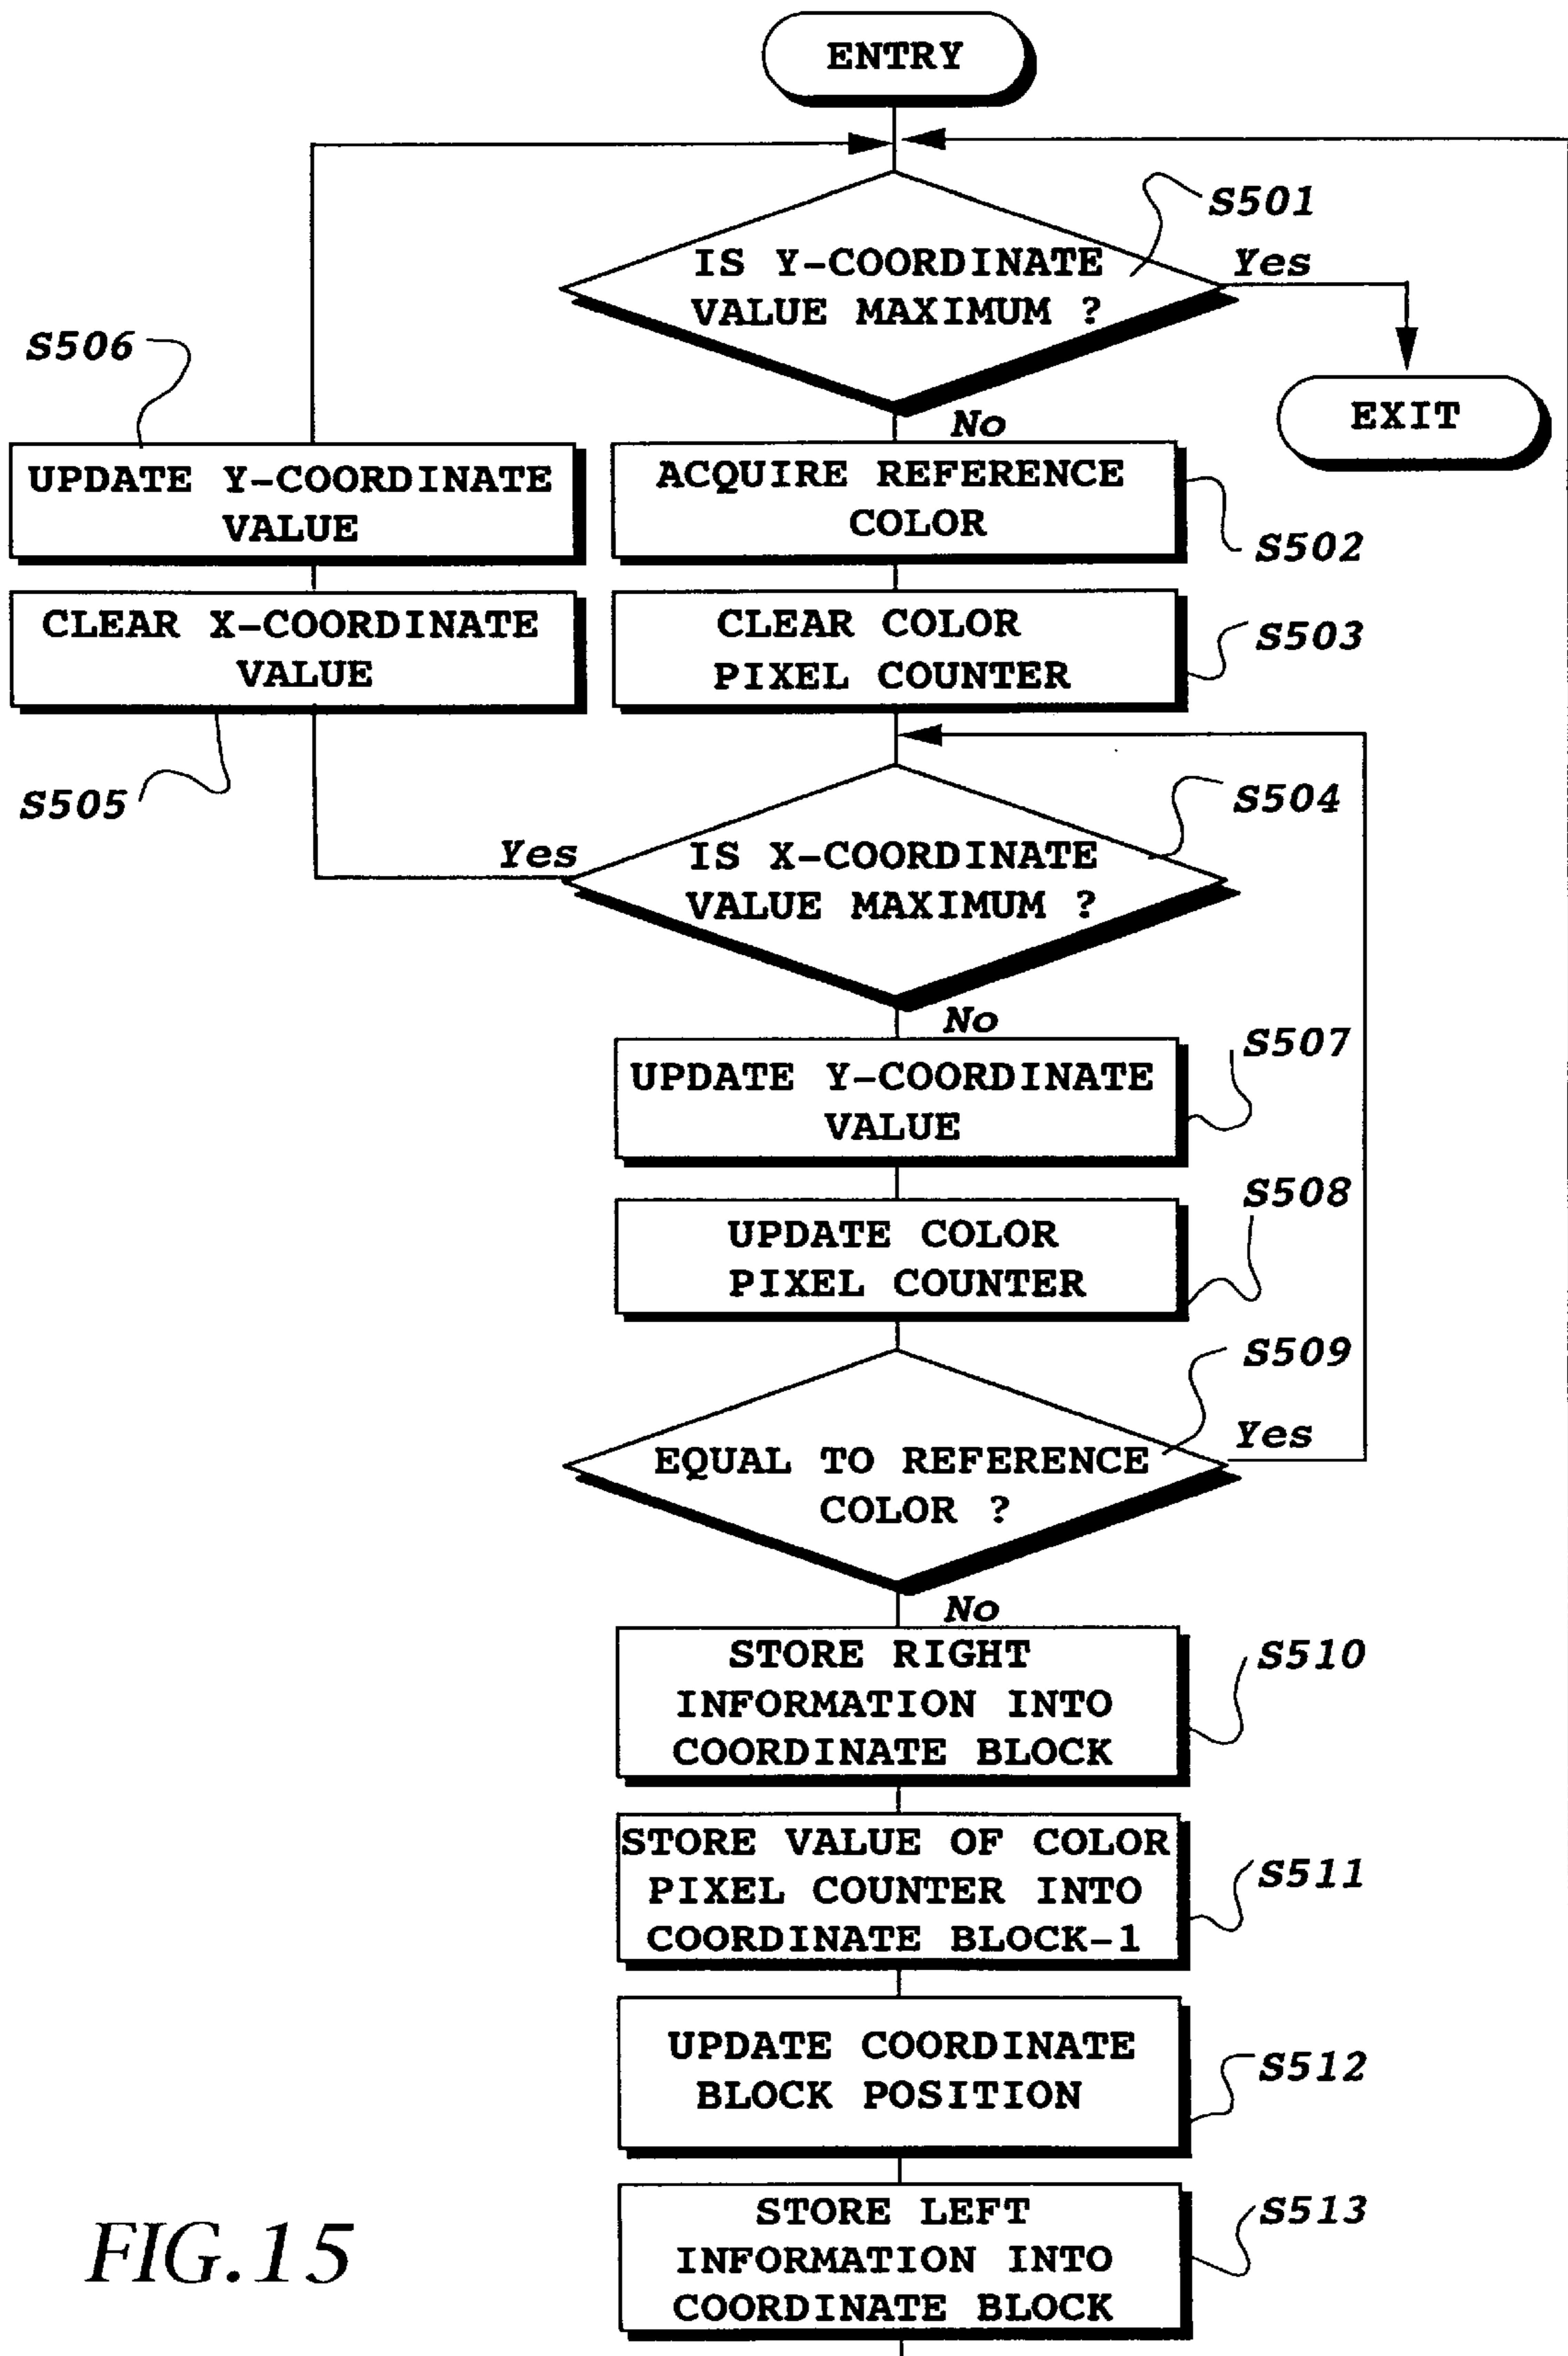 ENTRY
S501
IS Y-COORDINATE
VALUE MAXIMUM ?
Yes
EXIT
No
S506
UPDATE Y-COORDINATE
VALUE
ACQUIRE REFERENCE
COLOR
S502
CLEAR X-COORDINATE
VALUE
S505
CLEAR COLOR
PIXEL COUNTER
S503
S504
IS X-COORDINATE
VALUE MAXIMUM ?
Yes
No
S507
UPDATE Y-COORDINATE
VALUE
S508
UPDATE COLOR
PIXEL COUNTER
S509
EQUAL TO REFERENCE
COLOR ?
Yes
No
STORE RIGHT
INFORMATION INTO
COORDINATE BLOCK
S510
STORE VALUE OF COLOR
PIXEL COUNTER INTO
COORDINATE BLOCK-1
S511
UPDATE COORDINATE
BLOCK POSITION
S512
STORE LEFT
INFORMATION INTO
COORDINATE BLOCK
S513
FIG.15